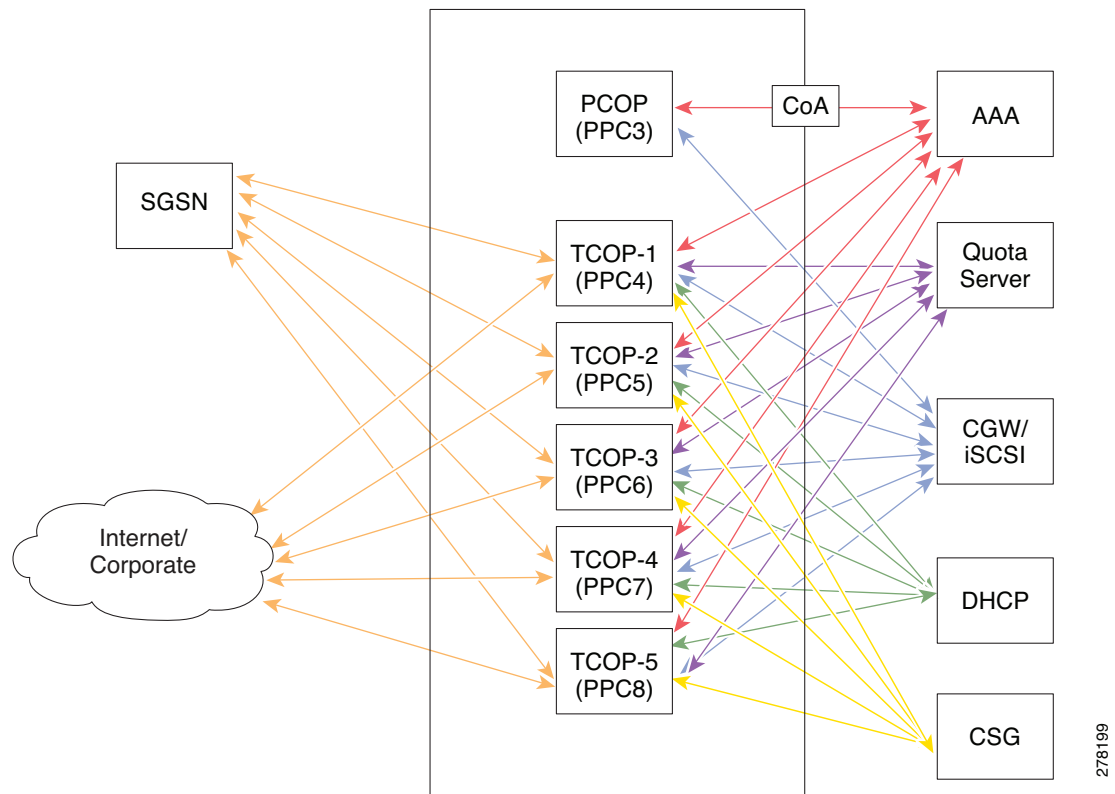 PCOP
(PPC3)
CoA
AAA
SGSN
TCOP-1
(PPC4)
Quota
Server
TCOP-2
(PPC5)
TCOP-3
(PPC6)
CGW/
iSCSI
Internet/
Corporate
TCOP-4
(PPC7)
DHCP
TCOP-5
(PPC8)
CSG
278199